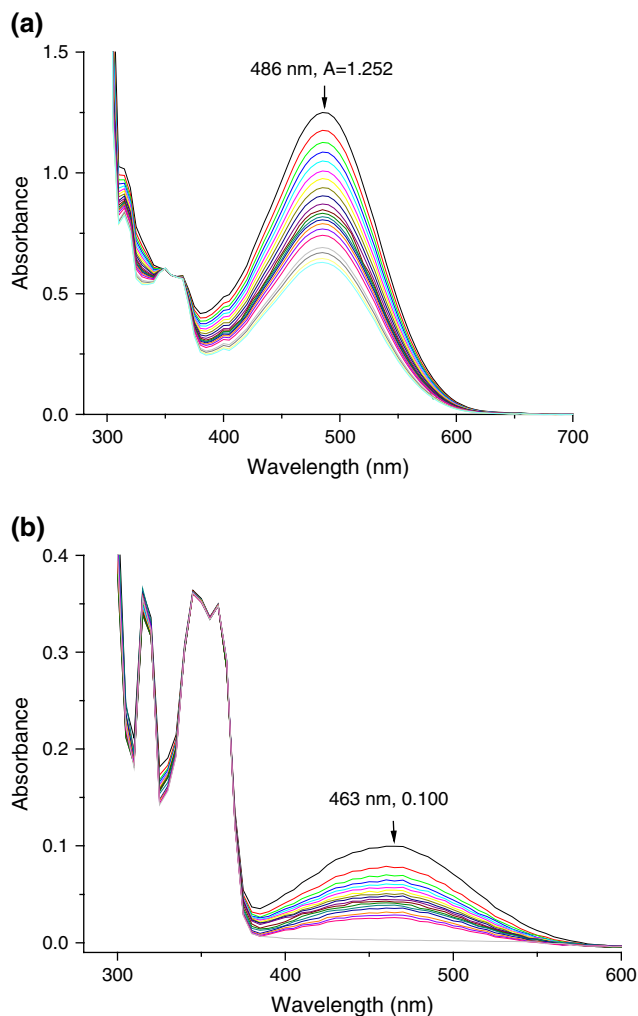 (a)
486 nm, A=1.252
1.5
1.0
0.5
0.0
Absorbance
300 400 500 600 700
Wavelength (nm)
(b)
463 nm, 0.100
0.4
0.3
0.2
0.1
0.0
Absorbance
300 400 500 600
Wavelength (nm)